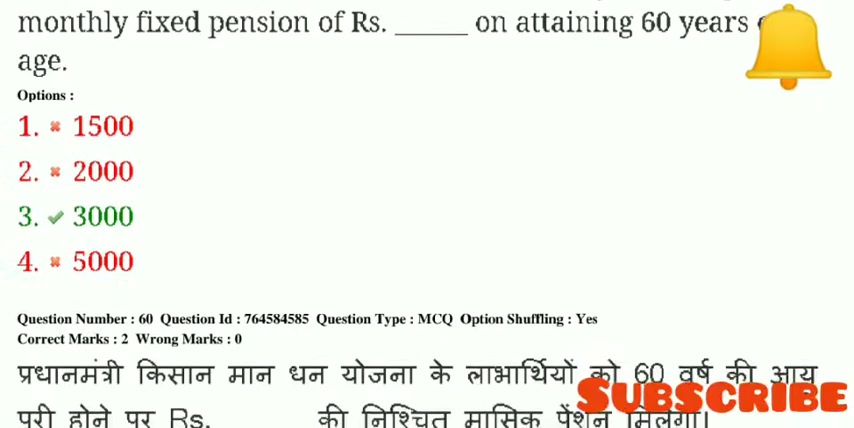 monthly fixed pension of Rs. _____ on attaining 60 years
age.
Options :
1. ✖ 1500
2. ✖ 2000
3. ✔ 3000
4. ✖ 5000
Question Number : 60 Question Id : 764584585 Question Type : MCQ Option Shuffling : Yes
Correct Marks : 2 Wrong Marks : 0
प्रधानमंत्री किसान मान धन योजना के लाभार्थियों को 60 वर्ष की आयु
पूरी होने पर Rs. _____ की निश्चित मासिक पेंशन मिलेगी।
SUBSCRIBE